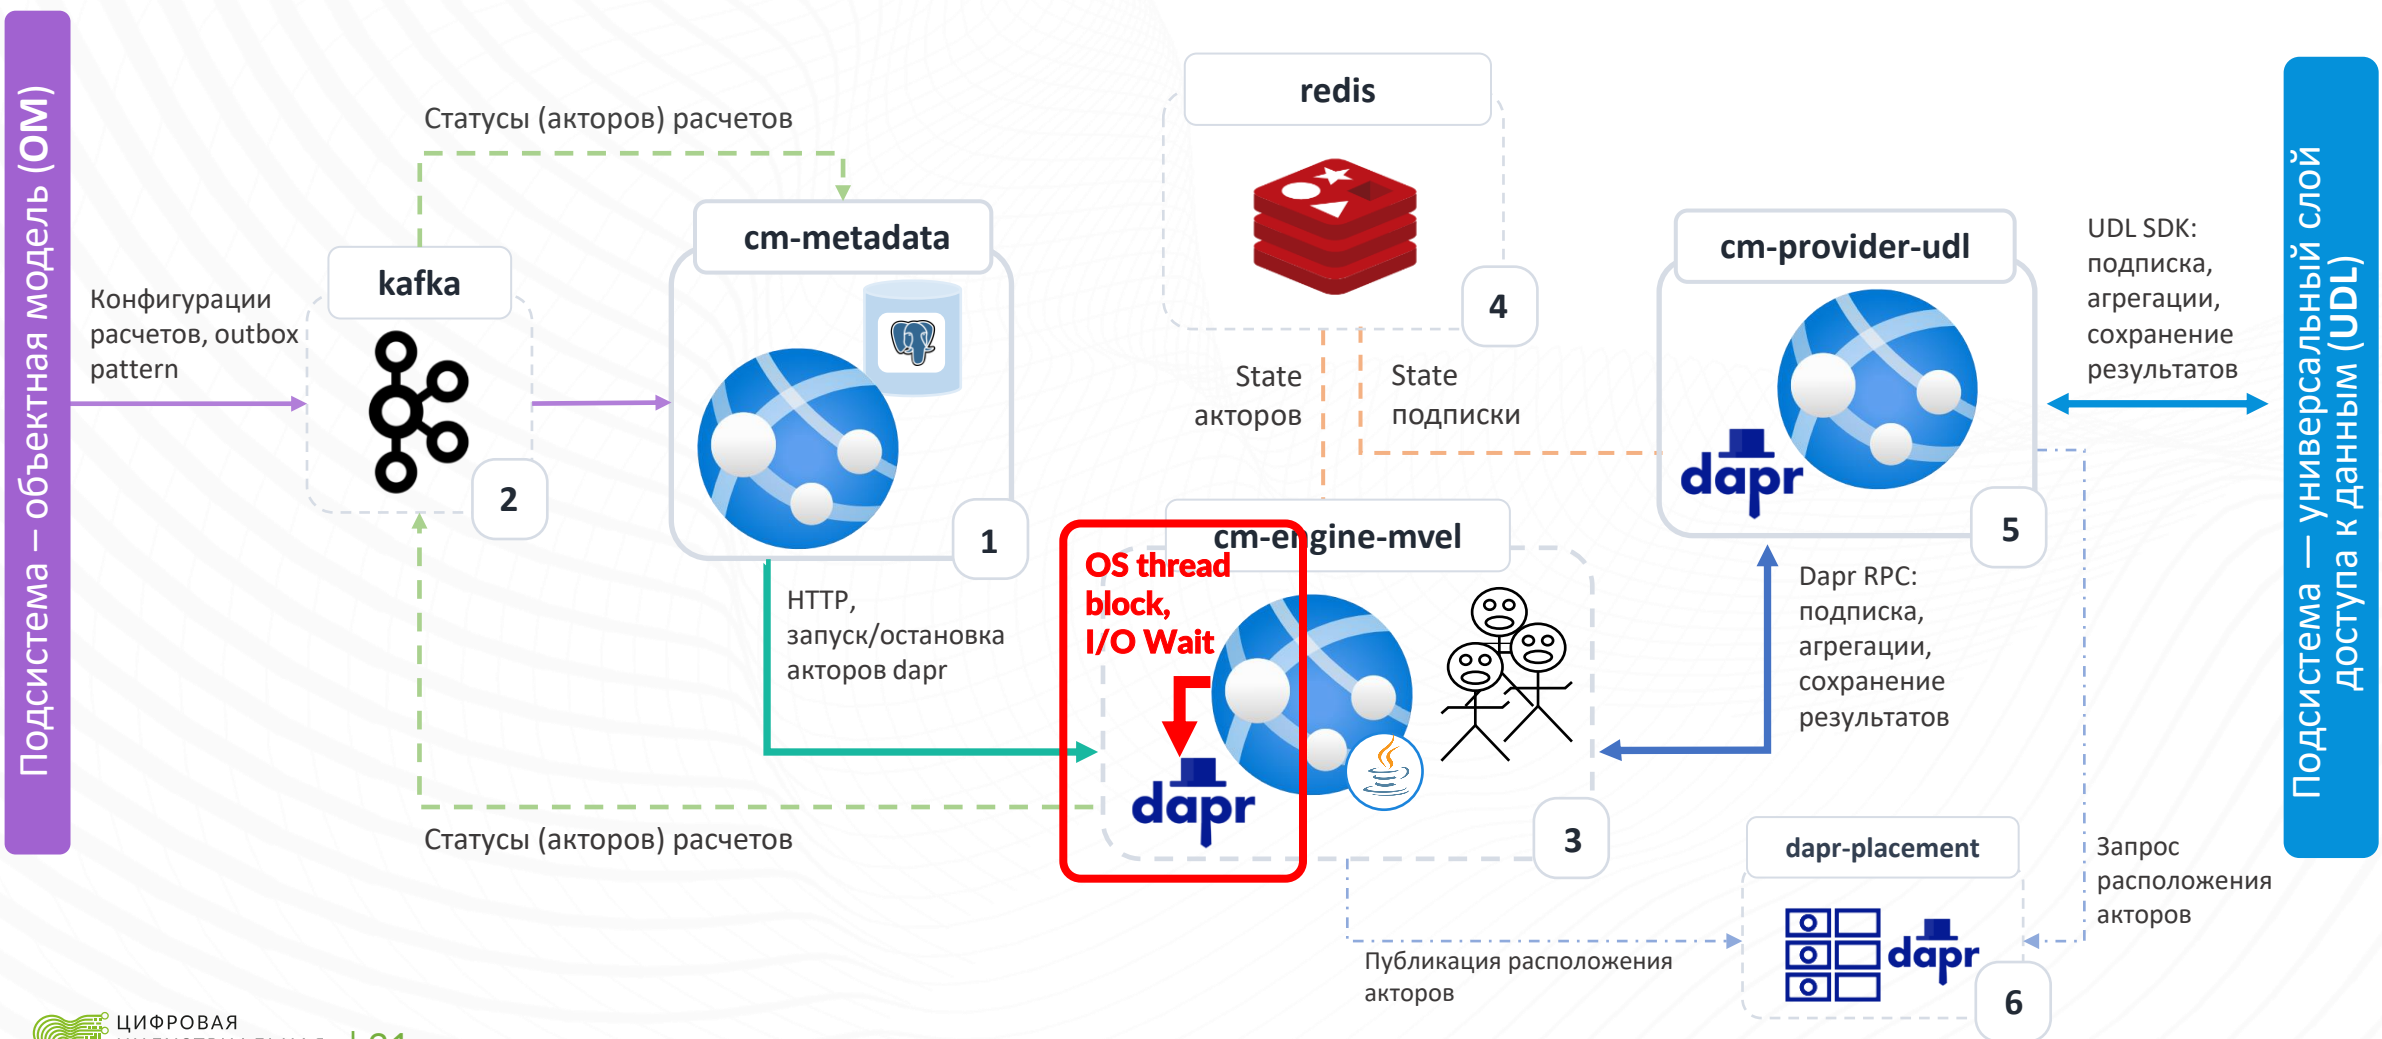 Подсистема – объектная модель (ОМ)
Конфигурации
расчетов, outbox
pattern
Статусы (акторов) расчетов
kafka
2
cm-metadata
1
HTTP,
запуск/остановка
акторов dapr
Статусы (акторов) расчетов
redis
4
State
акторов
State
подписки
cm-engine-mvel
OS thread
block,
I/O Wait
dapr
3
cm-provider-udl
dapr
5
UDL SDK:
подписка,
агрегации,
сохранение
результатов
Dapr RPC:
подписка,
агрегации,
сохранение
результатов
Подсистема — универсальный слой
доступа к данным (UDL)
Публикация расположения
акторов
dapr-placement
dapr
6
Запрос
расположения
акторов
ЦИФРОВАЯ